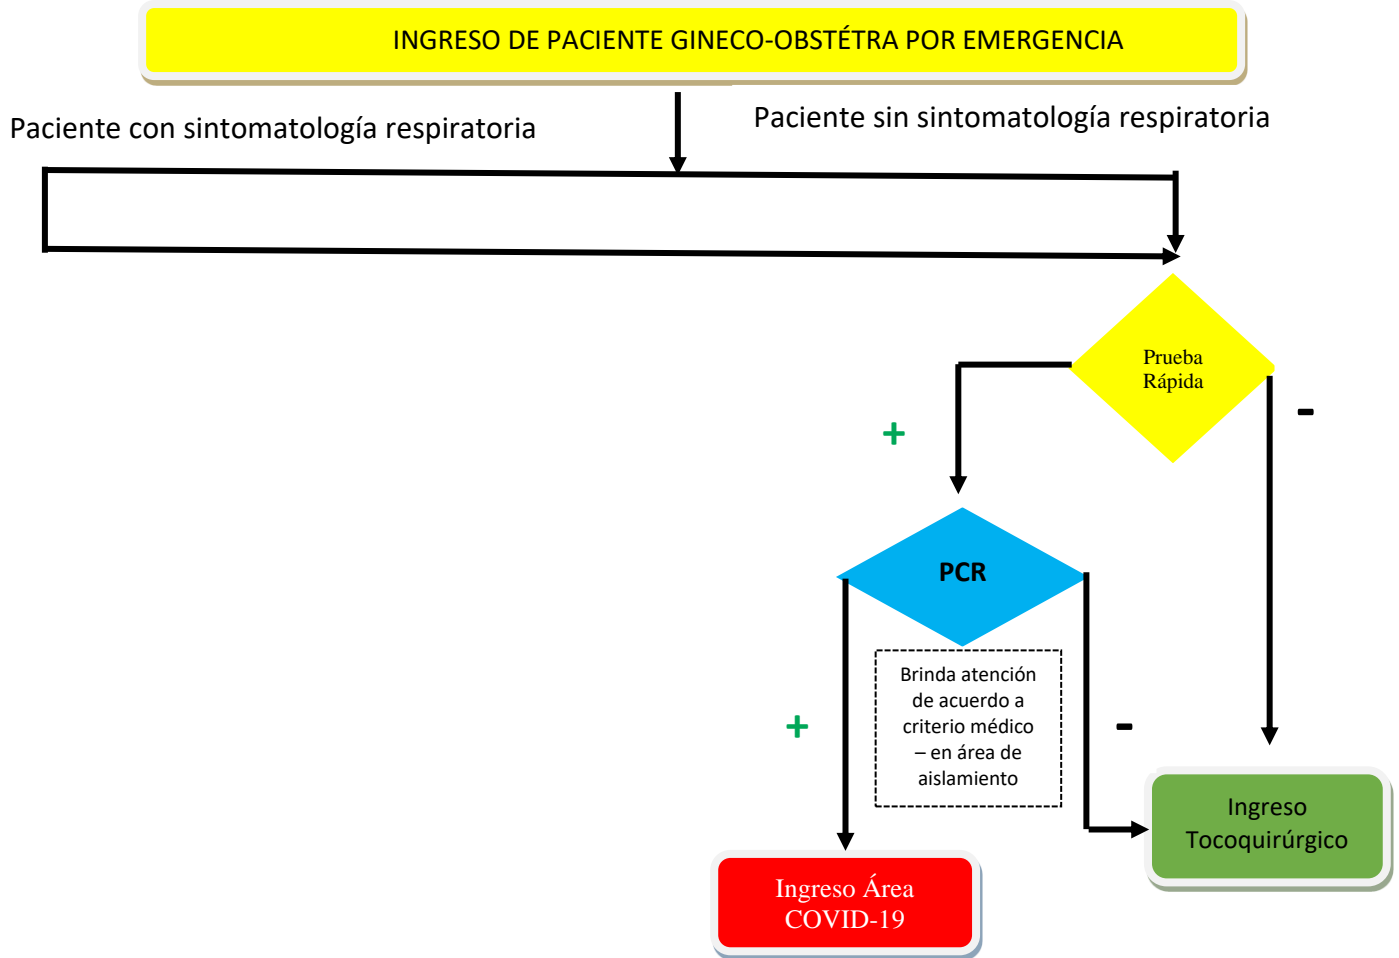 INGRESO DE PACIENTE GINECO-OBSTÉTRA POR EMERGENCIA
Paciente con sintomatología respiratoria
Paciente sin sintomatología respiratoria
Prueba
Rápida
+
-
PCR
Brinda atención
de acuerdo a
criterio médico
– en área de
aislamiento
+
-
Ingreso
Tocoquirúrgico
Ingreso Área
COVID-19